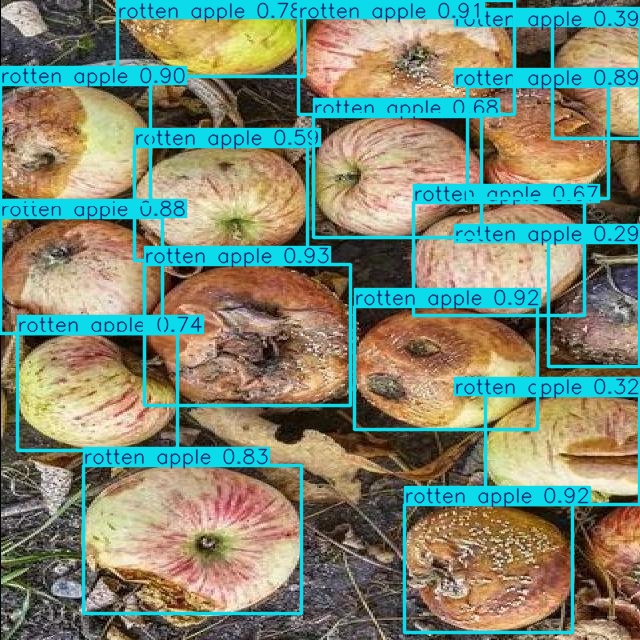 rotten apple 0.78
rotten apple 0.91
0.39
rotten apple 0.90
rotten apple 0.89
rotten apple 0.68
rotten apple 0.59
rotten apple 0.67
rotten apple 0.88
rotten apple 0.29
rotten apple 0.93
rotten apple 0.92
rotten apple 0.74
rotten apple 0.32
rotten apple 0.83
rotten apple 0.92